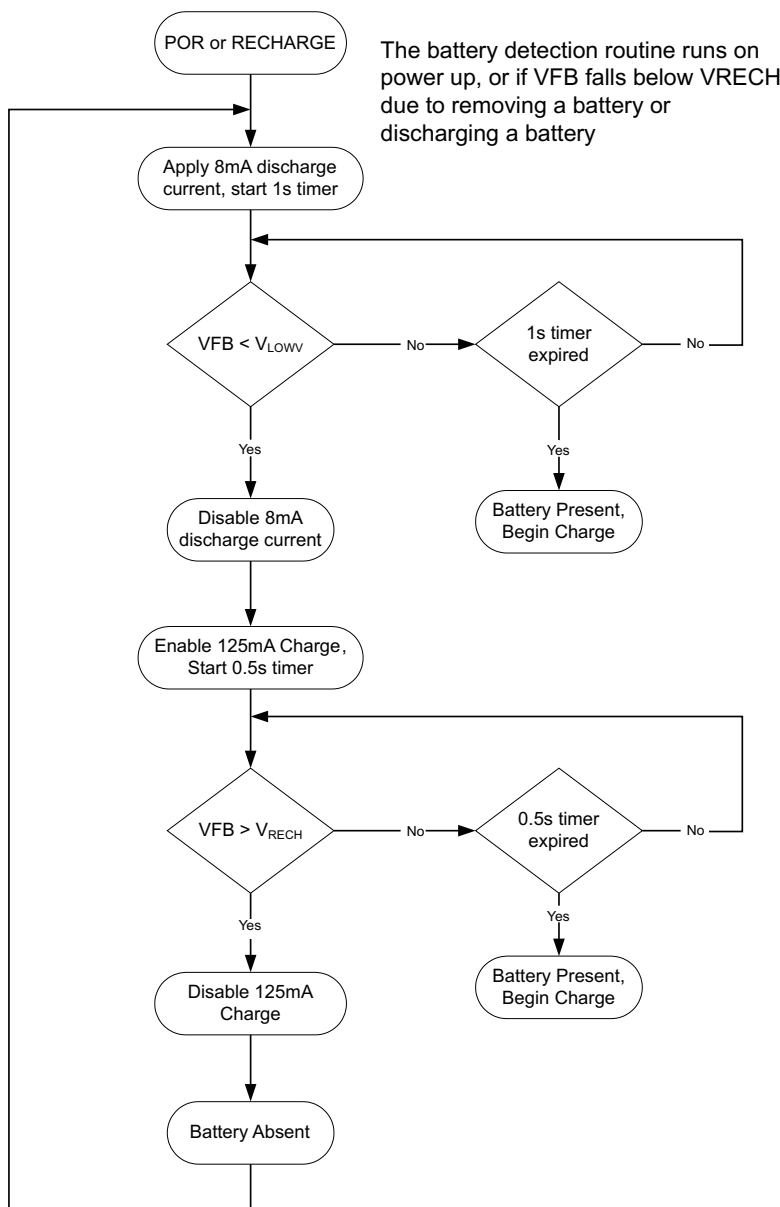 POR or RECHARGE
The battery detection routine runs on
power up, or if VFB falls below VRECH
due to removing a battery or
discharging a battery
Apply 8mA discharge
current, start 1s timer
VFB < VLOWV
No
1s timer
expired
No
Yes
Yes
Disable 8mA
discharge current
Battery Present,
Begin Charge
Enable 125mA Charge,
Start 0.5s timer
VFB > VRECH
No
0.5s timer
expired
No
Yes
Yes
Disable 125mA
Charge
Battery Present,
Begin Charge
Battery Absent